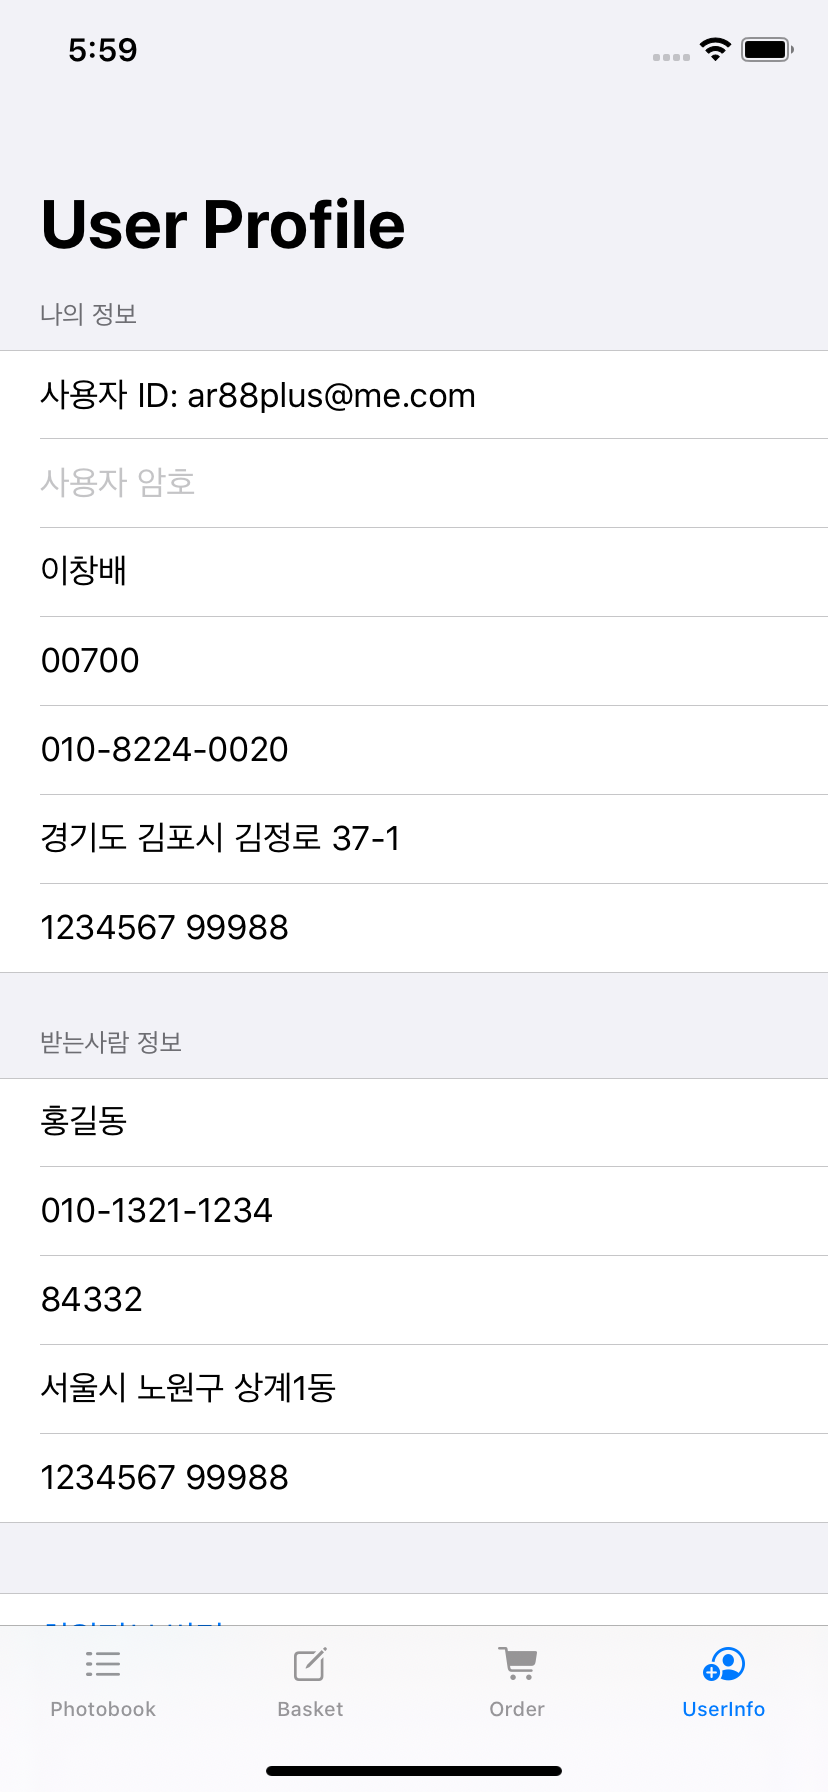 5:59
User Profile
나의 정보
사용자 ID: ar88plus@me.com
사용자 암호
이창배
00700
010-8224-0020
경기도 김포시 김정로 37-1
1234567 99988
받는사람 정보
홍길동
010-1321-1234
84332
서울시 노원구 상계1동
1234567 99988
Photobook
Basket
Order
UserInfo